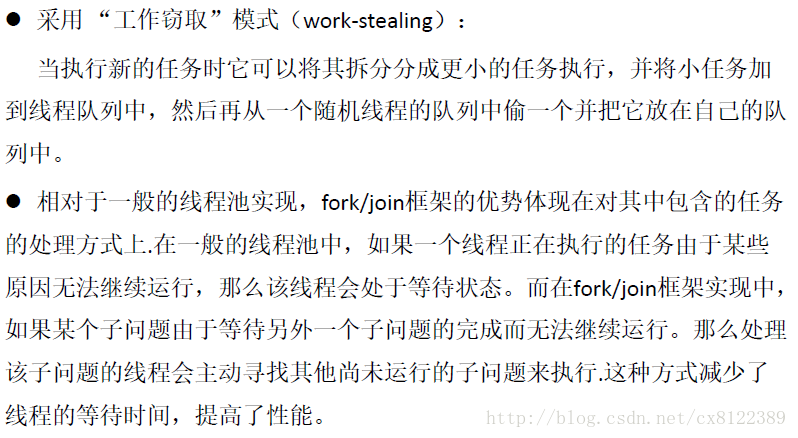 ● 采用 “工作窃取”模式（work-stealing）：
当执行新的任务时它可以将其拆分分成更小的任务执行，并将小任务加
到线程队列中，然后再从一个随机线程的队列中偷一个并把它放在自己的队
列中。
● 相对于一般的线程池实现，fork/join框架的优势体现在对其中包含的任务
的处理方式上.在一般的线程池中，如果一个线程正在执行的任务由于某些
原因无法继续运行，那么该线程会处于等待状态。而在fork/join框架实现中，
如果某个子问题由于等待另外一个子问题的完成而无法继续运行。那么处理
该子问题的线程会主动寻找其他尚未运行的子问题来执行.这种方式减少了
线程的等待时间，提高了性能。
http://blog.csdn.net/cx8122389